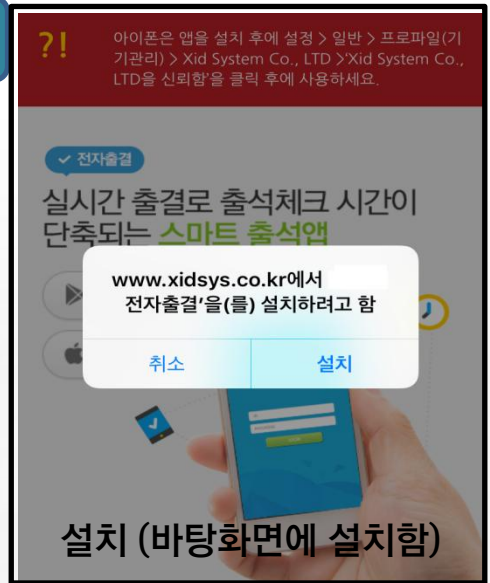 ?!
아이폰은 앱을 설치 후에 설정 > 일반 > 프로파일(기
기관리) > Xid System Co., LTD >'Xid System Co.,
LTD을 신뢰함'을 클릭 후에 사용하세요.
전자출결
실시간 출결로 출석체크 시간이
단축되는 스마트 출석앱
www.xidsys.co.kr에서
전자출결'을(를) 설치하려고 함
취소
설치
설치 (바탕화면에 설치함)